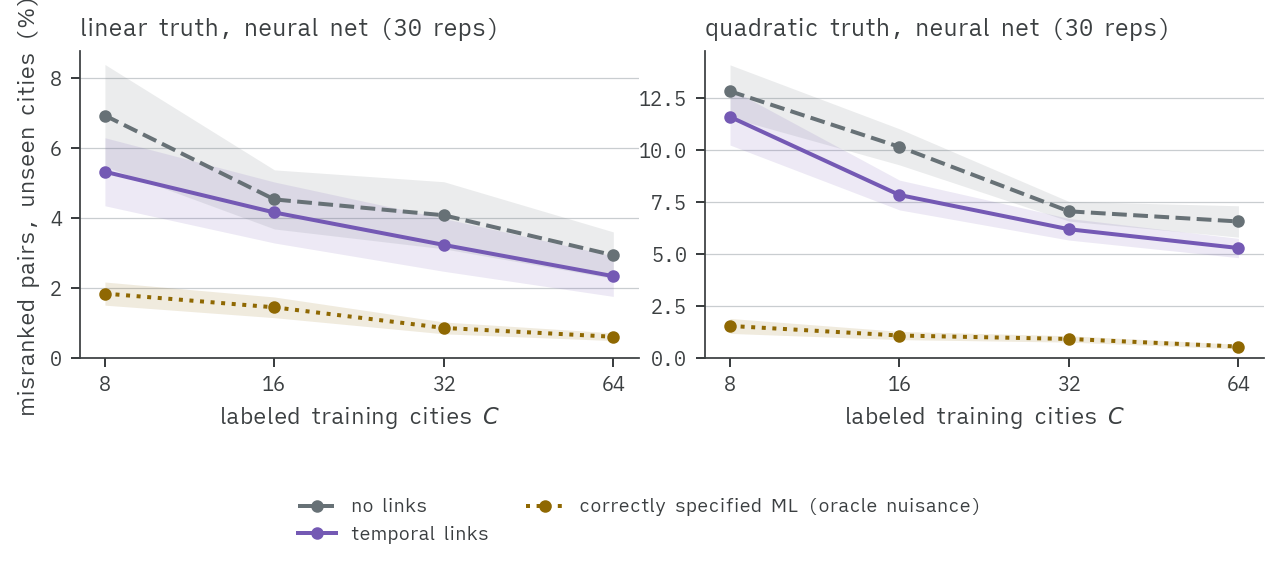 linear truth, neural net (30 reps)
quadratic truth, neural net (30 reps)
misranked pairs, unseen cities (%)
8
6
4
2
0
8 16 32 64
labeled training cities C
12.5
10.0
7.5
5.0
2.5
0.0
8 16 32 64
labeled training cities C
no links
temporal links
correctly specified ML (oracle nuisance)